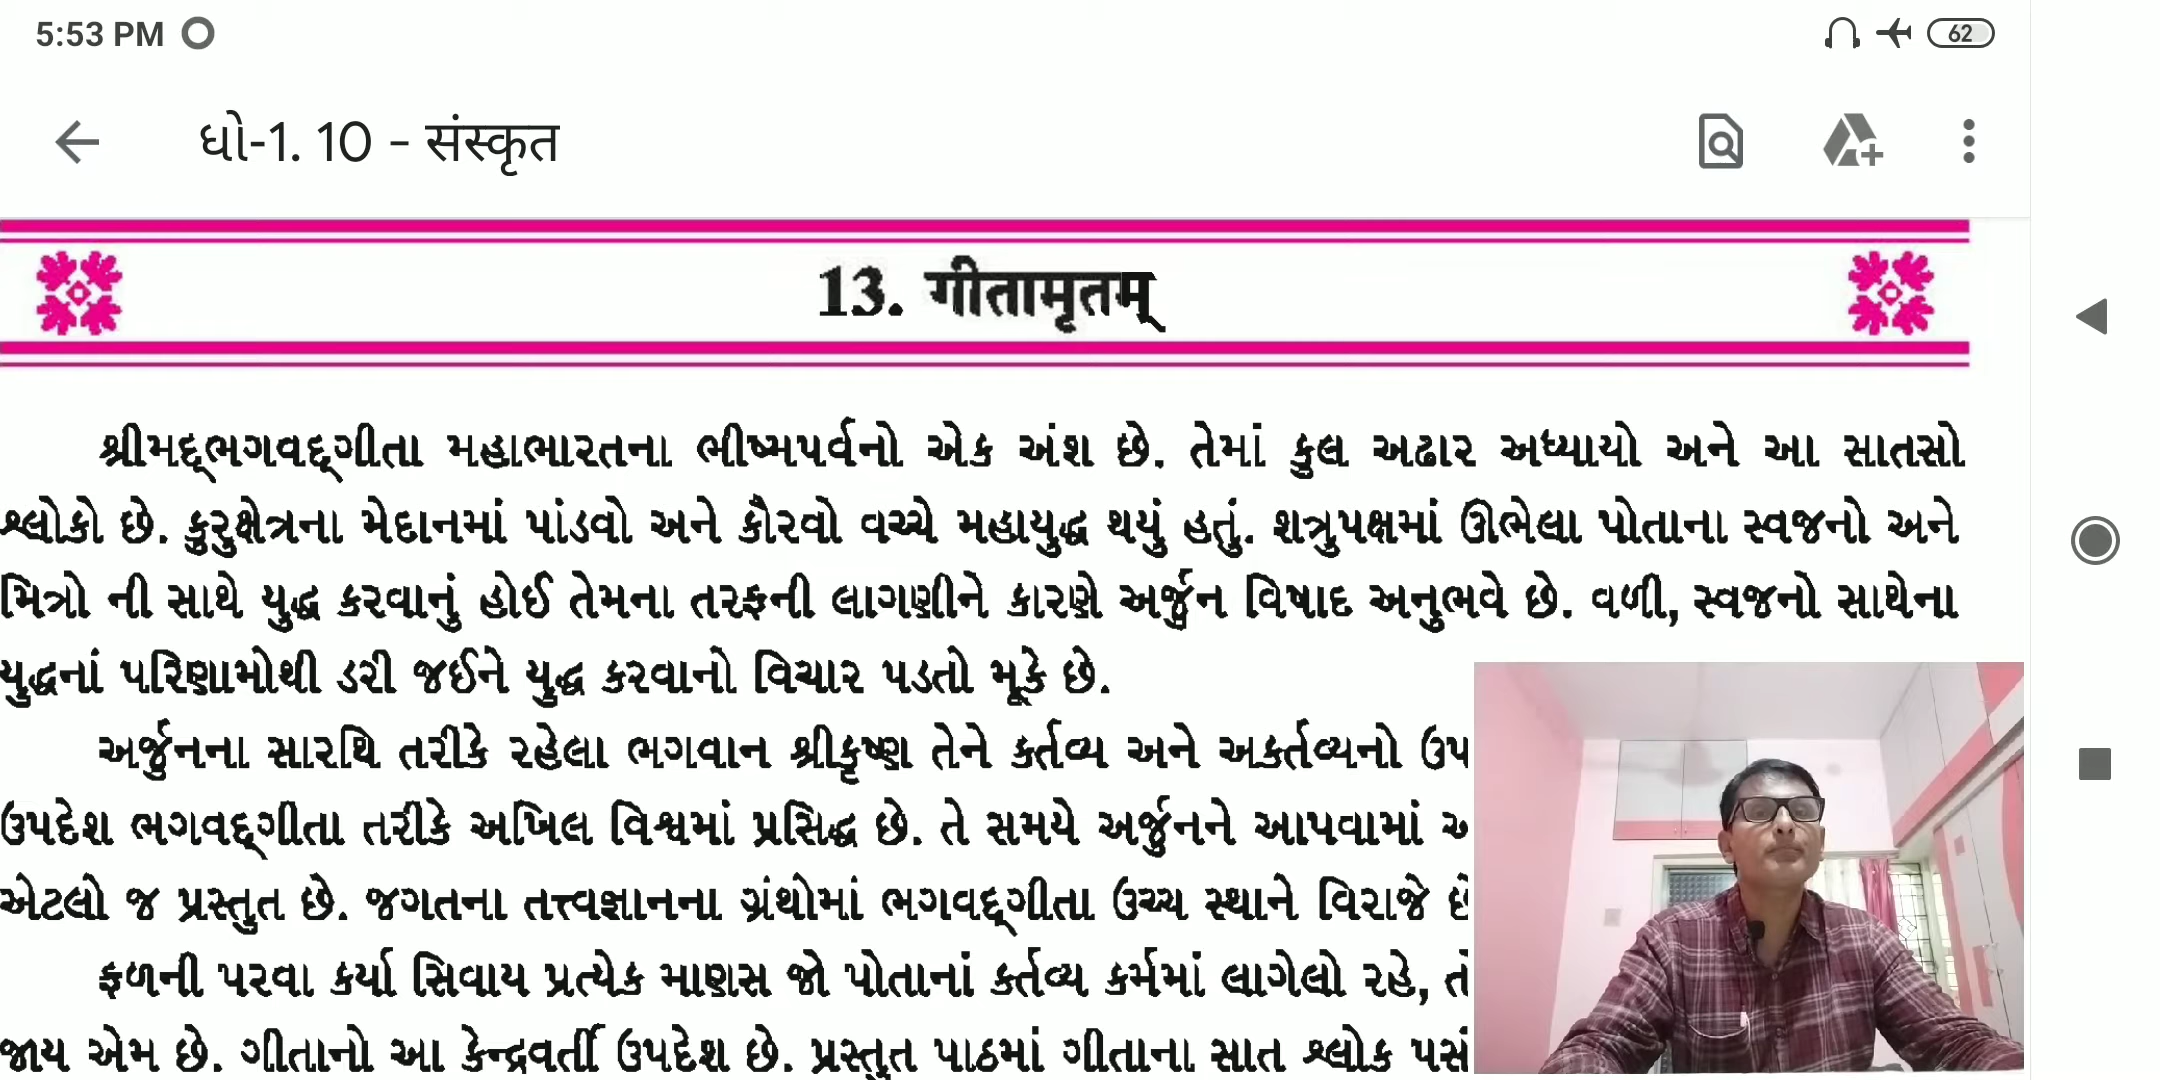 5:53 PM
62
ધો-1. 10 - संस्कृत
13. गीतामृतम्
શ્રીમદ્ભગવદ્ગીતા મહાભારતના ભીષ્મપર્વનો એક અંશ છે. તેમાં કુલ અઢાર અધ્યાયો અને આ સાતસો
શ્લોકો છે. કુરુક્ષેત્રના મેદાનમાં પાંડવો અને કૌરવો વચ્ચે મહાયુદ્ધ થયું હતું. શત્રુપક્ષમાં ઊભેલા પોતાના સ્વજનો અને
મિત્રો ની સાથે યુદ્ધ કરવાનું હોઈ તેમના તરફની લાગણીને કારણે અર્જુન વિષાદ અનુભવે છે. વળી, સ્વજનો સાથેના
યુદ્ધનાં પરિણામોથી ડરી જઈને યુદ્ધ કરવાનો વિચાર પડતો મૂકે છે.
અર્જુનના સારથિ તરીકે રહેલા ભગવાન શ્રીકૃષ્ણ તેને કર્તવ્ય અને અકર્તવ્યનો ઉપ
ઉપદેશ ભગવદ્ગીતા તરીકે અખિલ વિશ્વમાં પ્રસિદ્ધ છે. તે સમયે અર્જુનને આપવામાં
એટલો જ પ્રસ્તુત છે. જગતના તત્ત્વજ્ઞાનના ગ્રંથોમાં ભગવદ્ગીતા ઉચ્ચ સ્થાને વિરાજે છે
ફળની પરવા કર્યા સિવાય પ્રત્યેક માણસ જો પોતાનાં કર્તવ્ય કર્મમાં લાગેલો રહે, તો
જાય એમ છે. ગીતાનો આ કેન્દ્રવર્તી ઉપદેશ છે. પ્રસ્તુત પાઠમાં ગીતાના સાત શ્લોક પસં